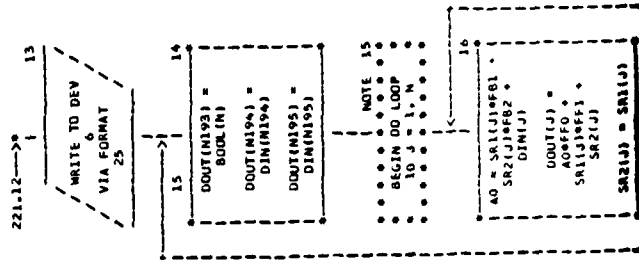 221.12--->*
13
WRITE TO DEV
6
VIA FORMAT
25
15
14
DOUT(N193) =
BOOL(N)
DOUT(N194) =
DIN(N194)
DOUT(N195) =
DIN(N195)
NOTE 15
BEGIN DO LOOP
10 J = 1, N
16
A0 = SR1(J)*FB1 +
SR2(J)*FB2 +
DIN(J)
DOUT(J) =
A0*FF0 +
SR1(J)*FF1 +
SR2(J)
SR2(J) = SR1(J)